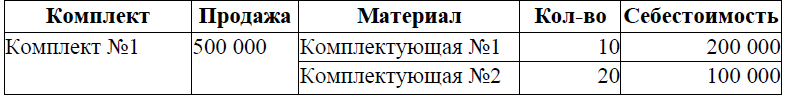 Комплект Продажа Материал Кол-во Себестоимость
Комплект №1 500 000 Комплектующая №1 10 200 000
Комплектующая №2 20 100 000